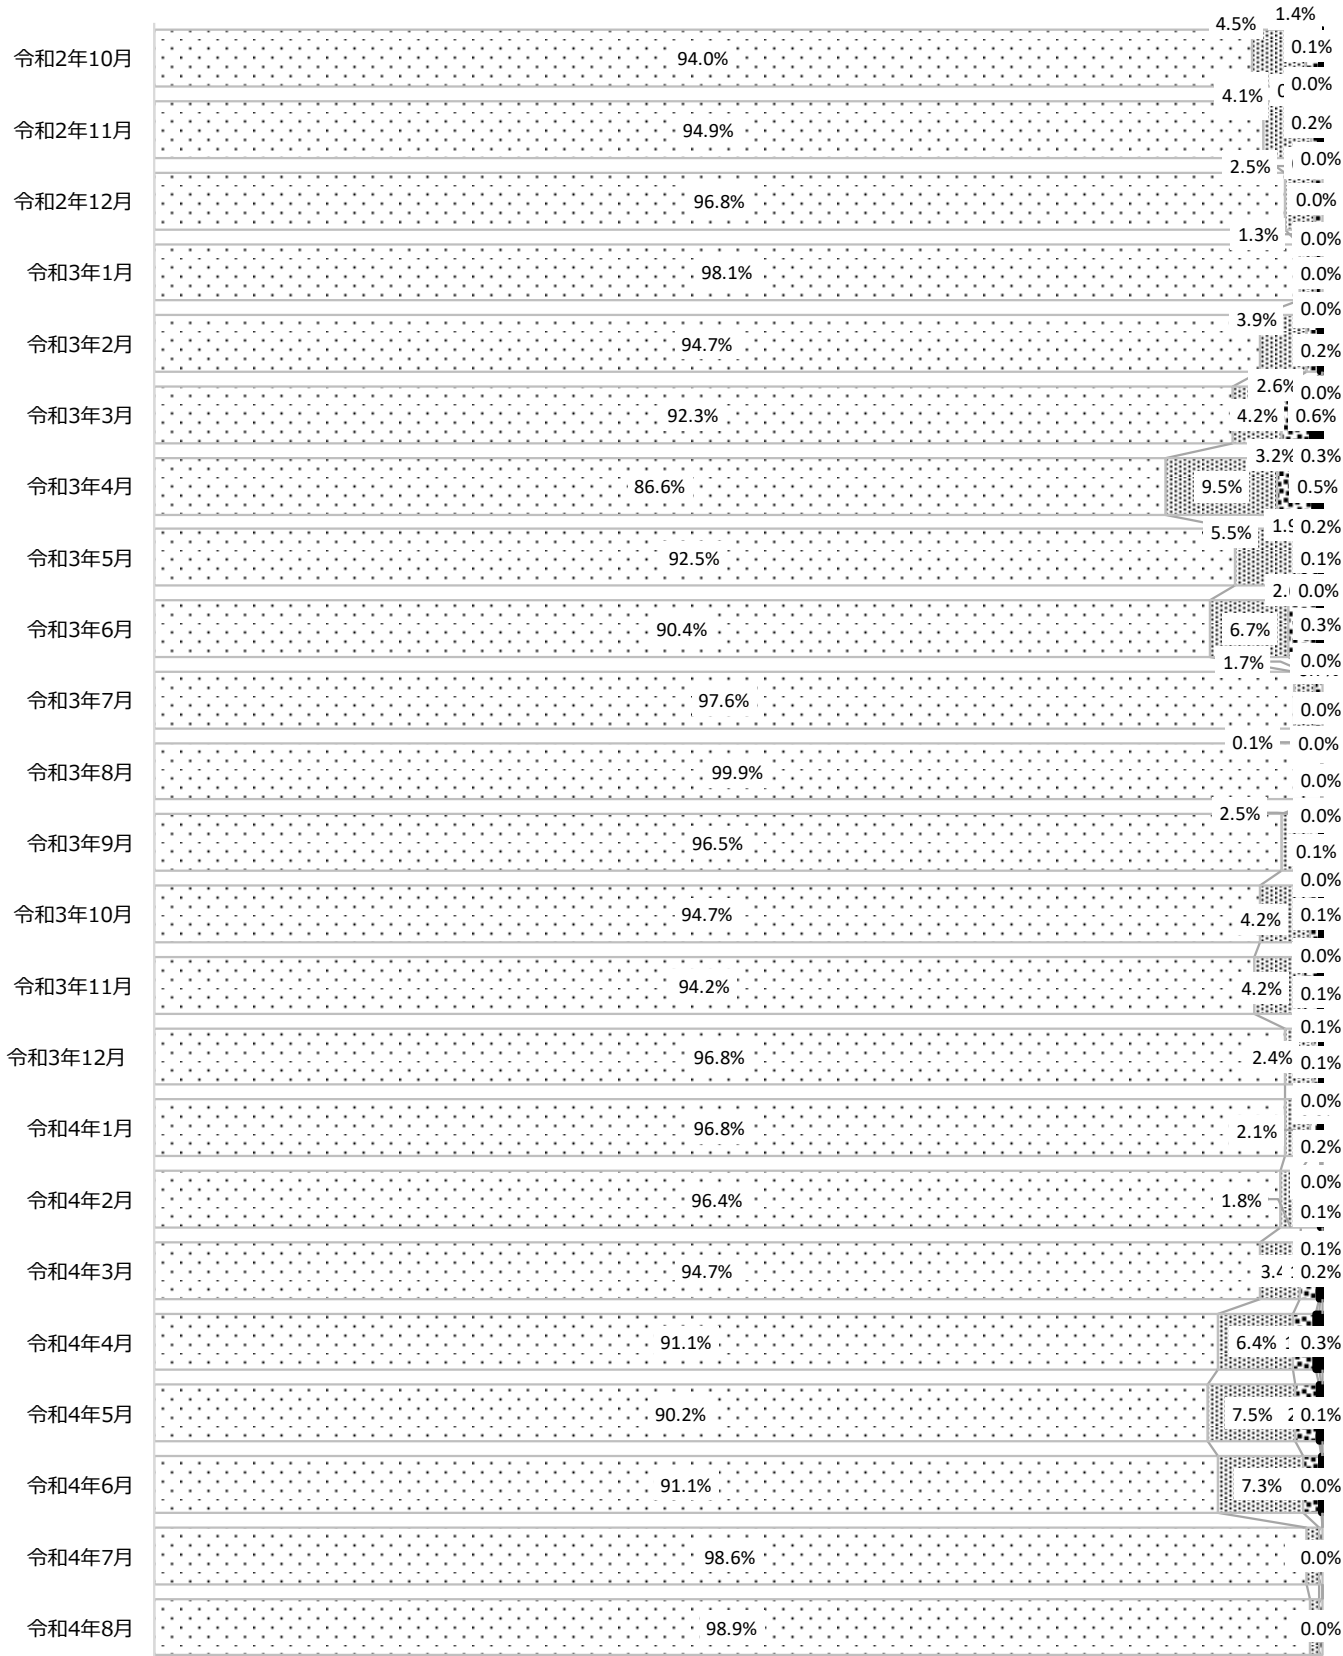 1.4%
4.5%
令和2年10月 94.0% 0.1%
0.0%
4.1%
令和2年11月 94.9% 0.2%
2.5% 0.0%
令和2年12月 96.8% 0.0%
1.3% 0.0%
令和3年1月 98.1% 0.0%
0.0%
3.9%
令和3年2月 94.7% 0.2%
2.6% 0.0%
令和3年3月 92.3% 4.2% 0.6%
3.2% 0.3%
令和3年4月 86.6% 9.5% 0.5%
5.5% 0.2%
令和3年5月 92.5% 0.1%
0.0%
令和3年6月 90.4% 6.7% 0.3%
1.7% 0.0%
令和3年7月 97.6% 0.0%
0.1% 0.0%
令和3年8月 99.9% 0.0%
2.5% 0.0%
令和3年9月 96.5% 0.1%
0.0%
令和3年10月 94.7% 4.2% 0.1%
0.0%
令和3年11月 94.2% 4.2% 0.1%
0.1%
令和3年12月 96.8% 2.4% 0.1%
0.0%
令和4年1月 96.8% 2.1% 0.2%
0.0%
令和4年2月 96.4% 1.8% 0.1%
0.1%
令和4年3月 94.7% 3.4 0.2%
令和4年4月 91.1% 6.4% 0.3%
令和4年5月 90.2% 7.5% 0.1%
令和4年6月 91.1% 7.3% 0.0%
令和4年7月 98.6% 0.0%
令和4年8月 98.9% 0.0%